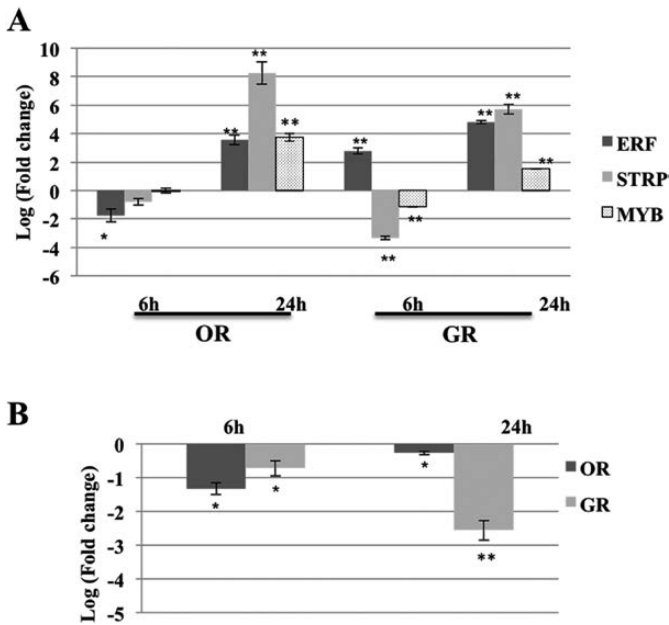 A
Log (Fold change)
10
8
6
4
2
0
-2
-4
-6
*
**
**
**
**
**
**
**
**
**
ERF
STRP
MYB
6h
24h
6h
24h
OR
GR
B
6h
24h
Log (Fold change)
0
-1
-2
-3
-4
-5
*
*
*
**
OR
GR